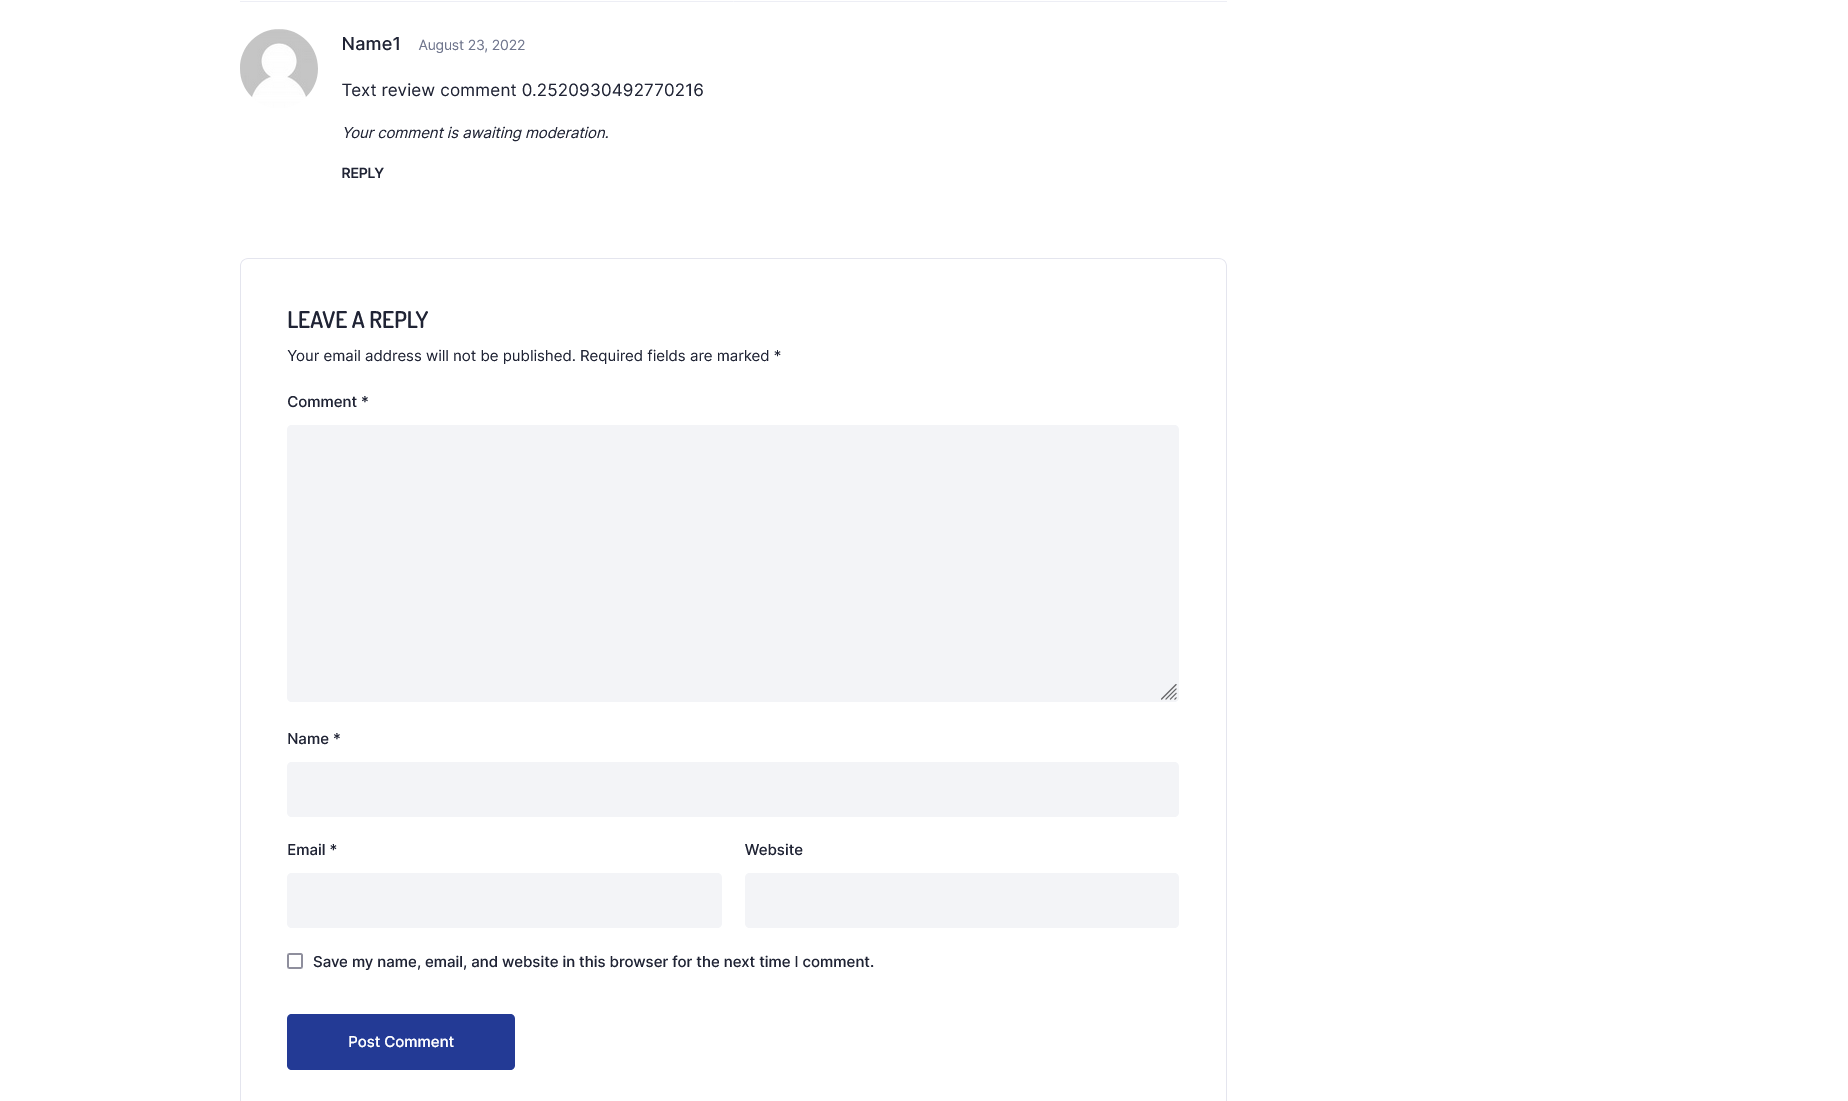 Name1 August 23, 2022
Text review comment 0.2520930492770216
Your comment is awaiting moderation.
REPLY
LEAVE A REPLY
Your email address will not be published. Required fields are marked *
Comment *
Name *
Email * Website
Save my name, email, and website in this browser for the next time I comment.
Post Comment